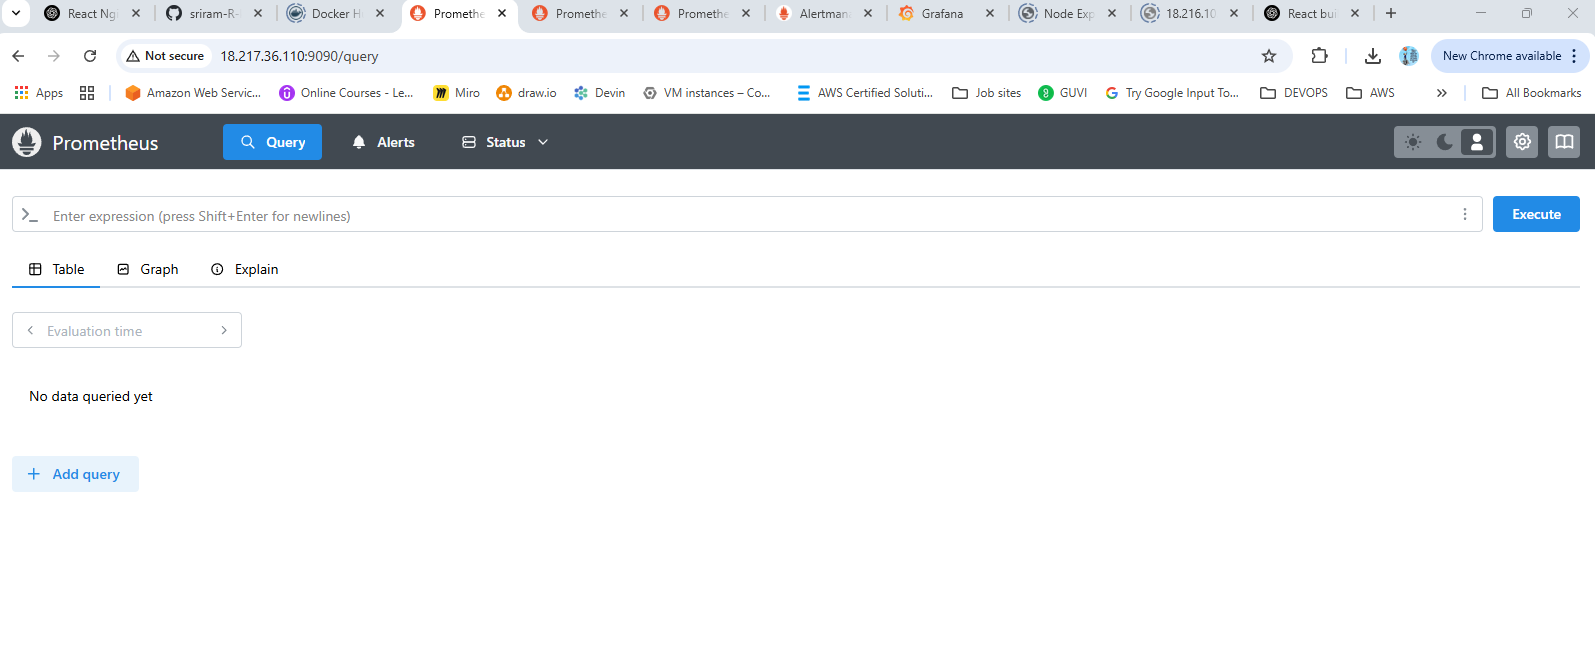 React Ng
sriram-R-
Docker H
Promethe
Promethe
Promethe
Alertman
Grafana
Node Exp
18.216.10
React bui
Not secure
18.217.36.110:9090/query
New Chrome available
Apps
Amazon Web Servic...
Online Courses - Le...
Miro
draw.io
Devin
VM instances – Co...
AWS Certified Soluti...
Job sites
GUVI
Try Google Input To...
DEVOPS
AWS
All Bookmarks
Prometheus
Query
Alerts
Status
Enter expression (press Shift+Enter for newlines)
Execute
Table
Graph
Explain
Evaluation time
No data queried yet
Add query